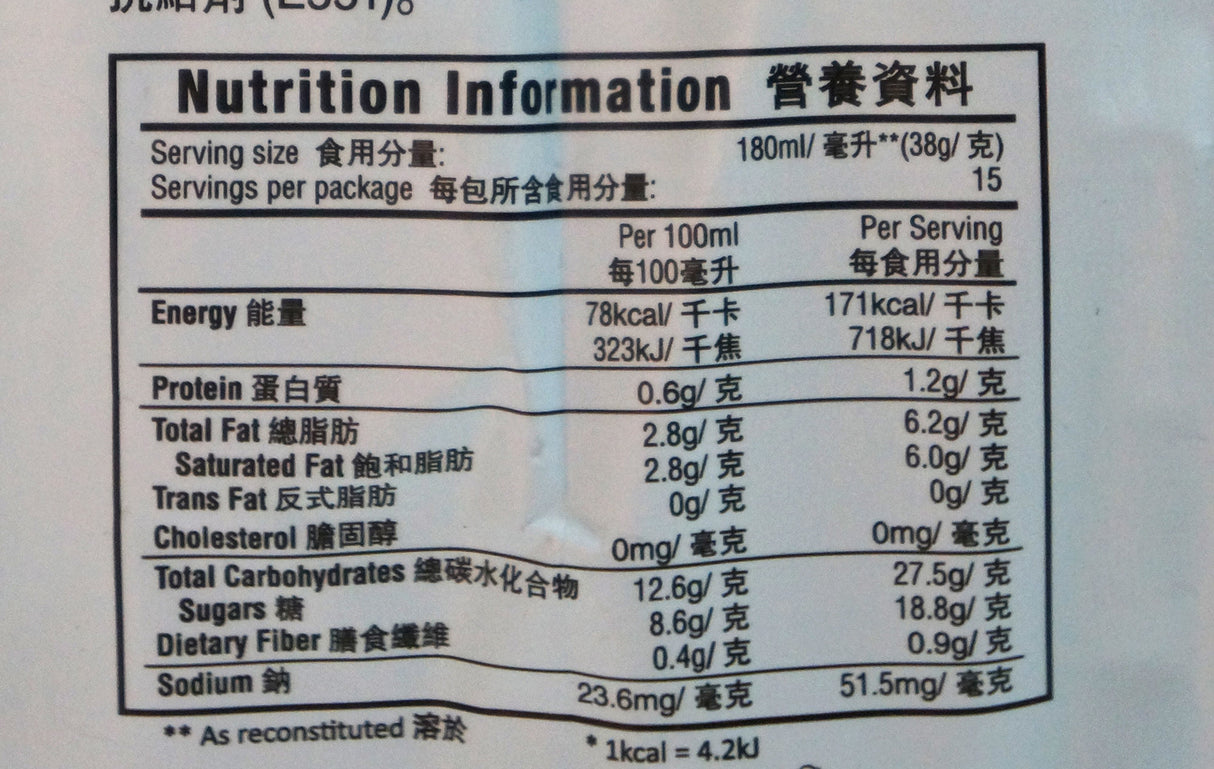 抗結劑 (E551)。
Nutrition Information 營養資料
Serving size 食用分量: 180ml/ 毫升**(38g/ 克)
Servings per package 每包所含食用分量: 15
Per 100ml Per Serving
每100毫升 每食用分量
Energy 能量 78kcal/ 千卡 171kcal/ 千卡
323kJ/ 千焦 718kJ/ 千焦
Protein 蛋白質 0.6g/ 克 1.2g/ 克
Total Fat 總脂肪 2.8g/ 克 6.2g/ 克
Saturated Fat 飽和脂肪 2.8g/ 克 6.0g/ 克
Trans Fat 反式脂肪 0g/ 克 0g/ 克
Cholesterol 膽固醇 0mg/ 毫克 0mg/ 毫克
Total Carbohydrates 總碳水化合物 12.6g/ 克 27.5g/ 克
Sugars 糖 8.6g/ 克 18.8g/ 克
Dietary Fiber 膳食纖維 0.4g/ 克 0.9g/ 克
Sodium 鈉 23.6mg/ 毫克 51.5mg/ 毫克
** As reconstituted 溶於 * 1kcal = 4.2kJ